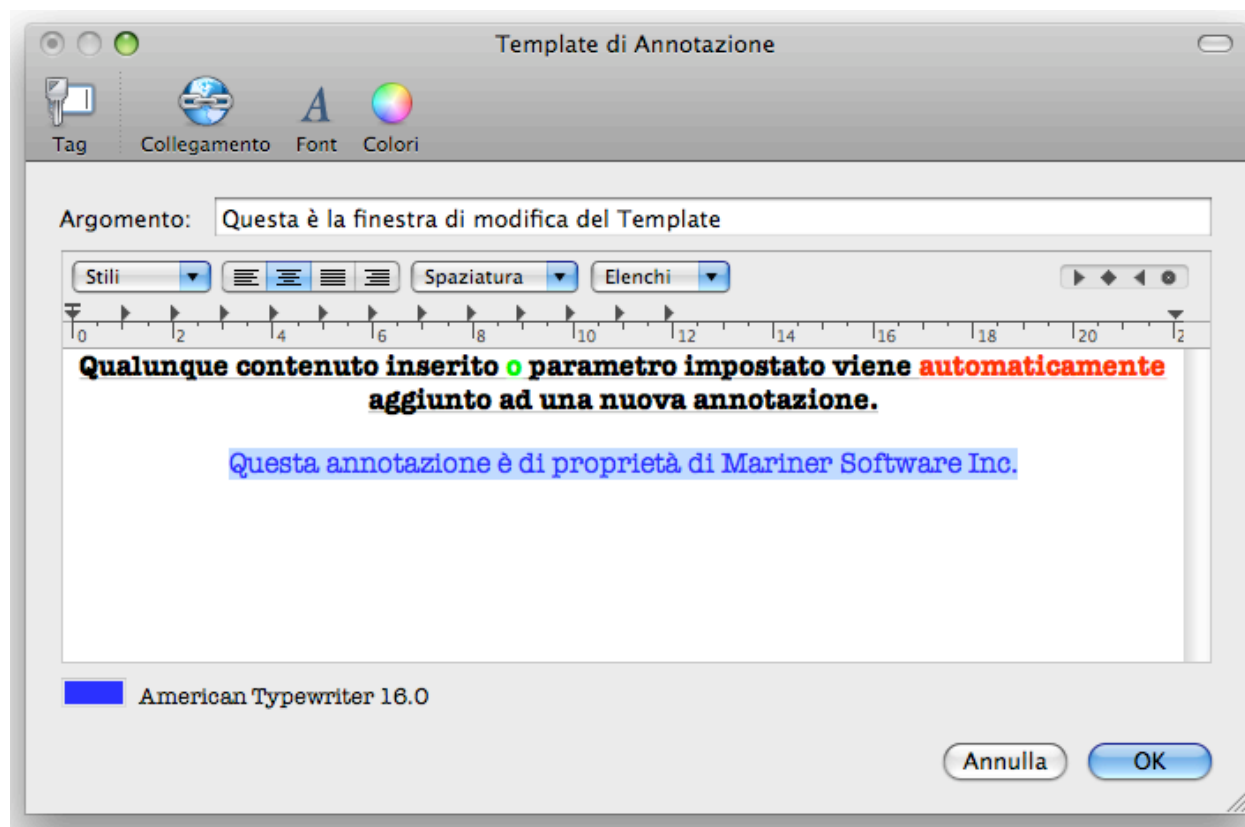 Template di Annotazione
Tag Collegamento Font Colori
Argomento: Questa è la finestra di modifica del Template
Stili Spaziatura Elenchi
0 2 4 6 8 10 12 14 16 18 20 2
Qualunque contenuto inserito o parametro impostato viene automaticamente
aggiunto ad una nuova annotazione.
Questa annotazione è di proprietà di Mariner Software Inc.
American Typewriter 16.0
Annulla OK